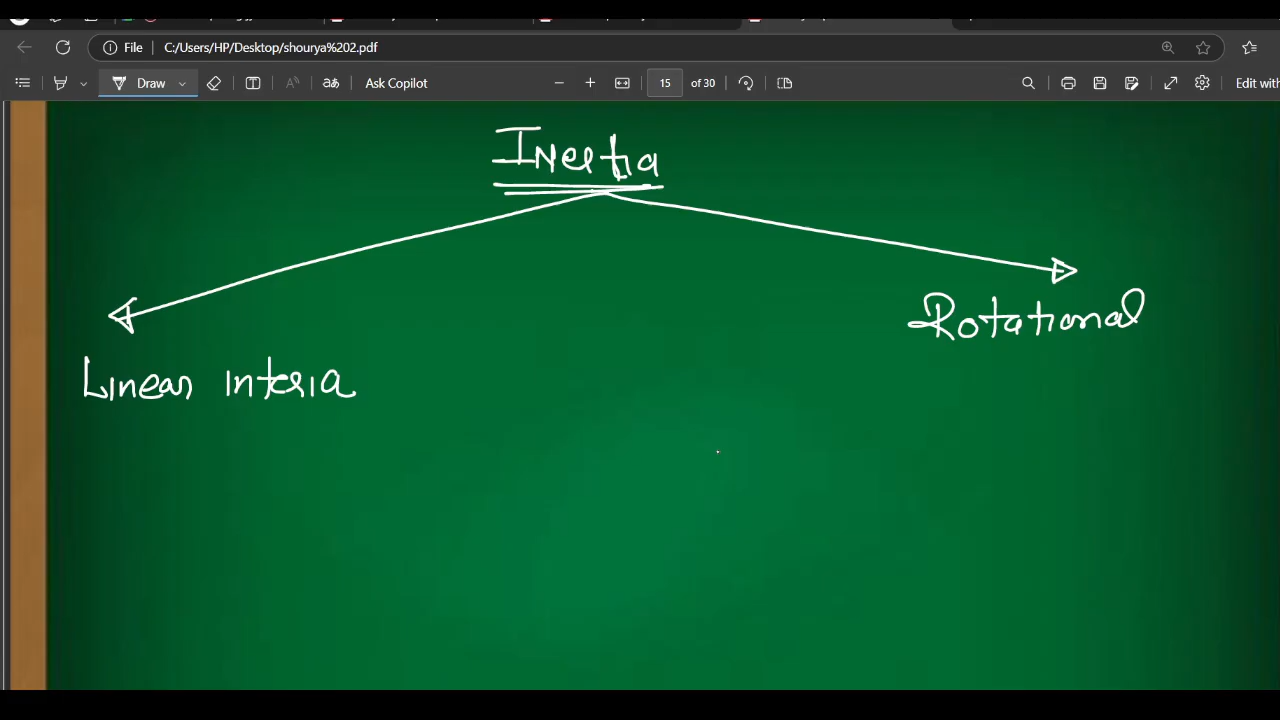 File | C:/Users/HP/Desktop/shourya%202.pdf
Draw
Ask Copilot
15 of 30
Edit with
Inertia
Rotational
Linear interia